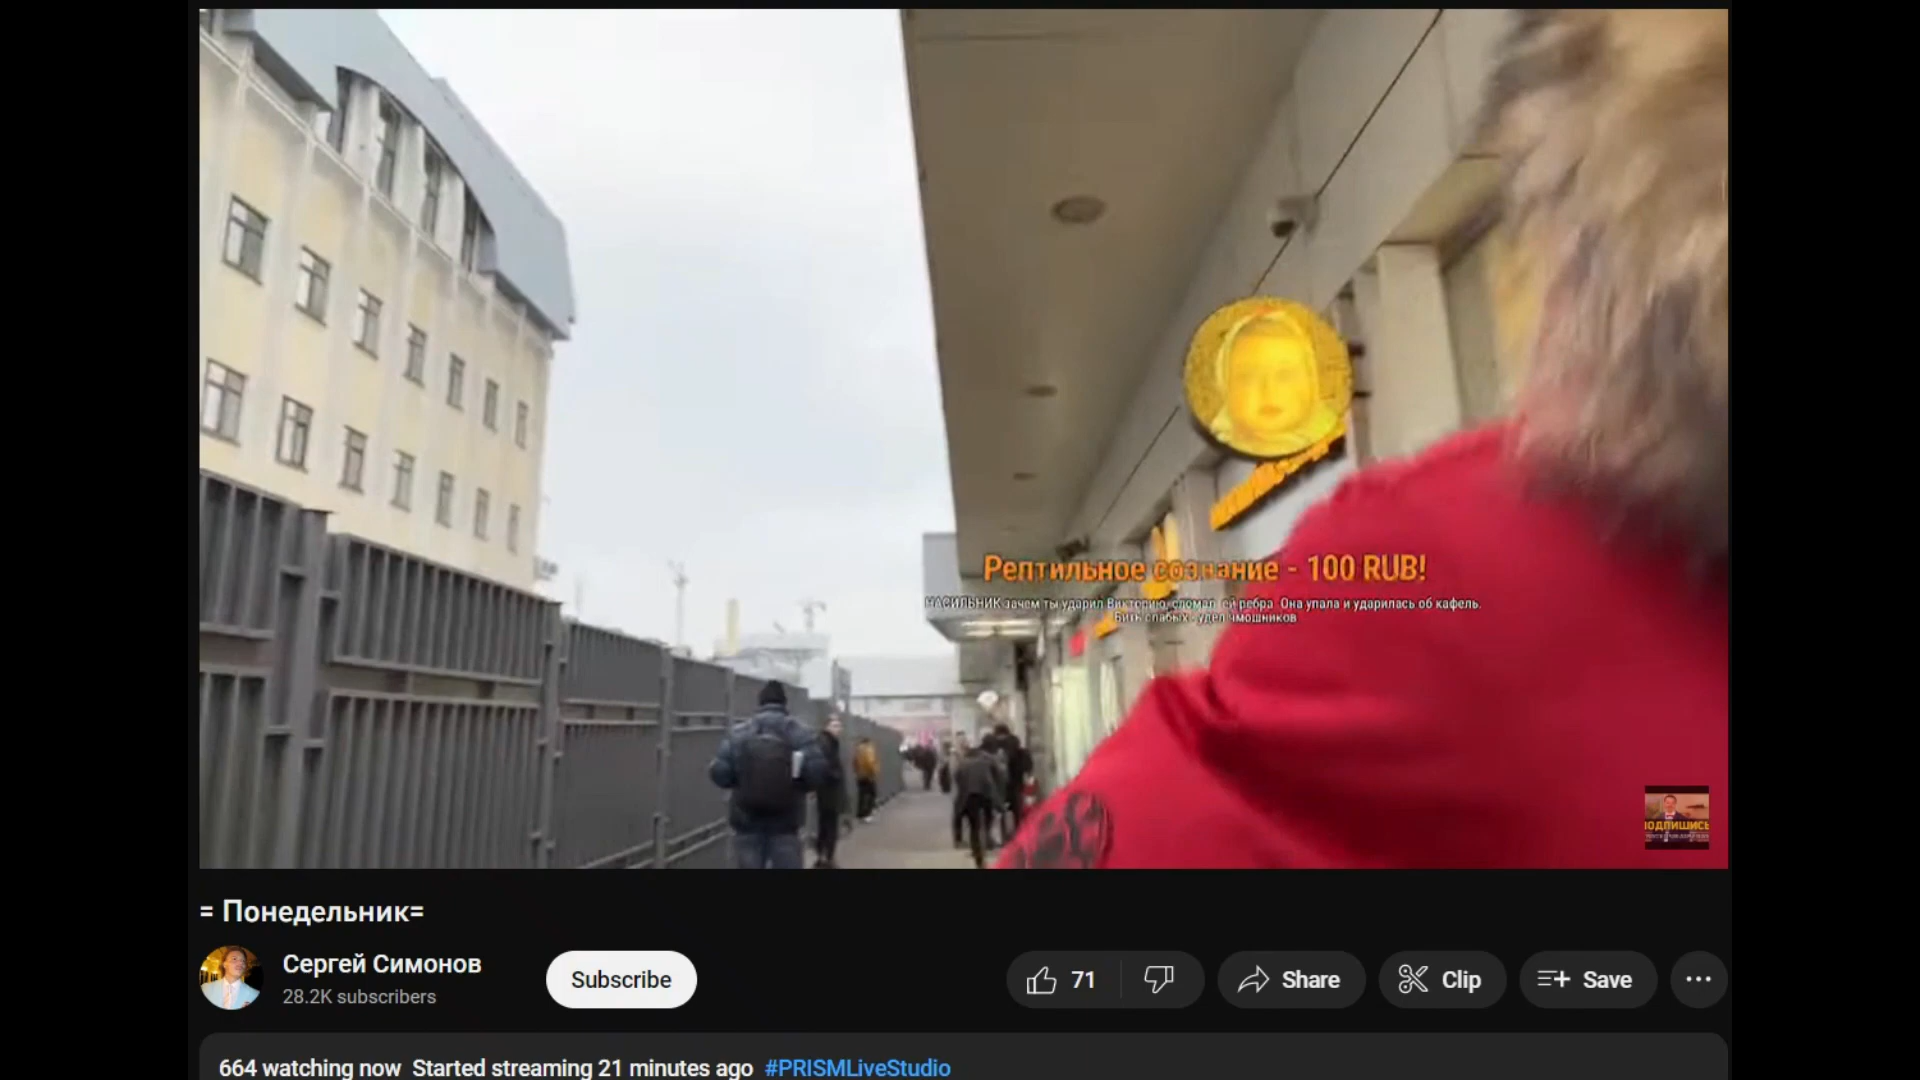 Рептильное сознание - 100 RUB!
НАСИЛЬНИК зачем ты ударил Викторию, сломал ей ребра. Она упала и ударилась об кафель.
Бить слабых - удел чмошников
ПОДПИШИСЬ
= Понедельник=
Сергей Симонов
28.2K subscribers
Subscribe
71
Share
Clip
Save
664 watching now Started streaming 21 minutes ago #PRISMLiveStudio